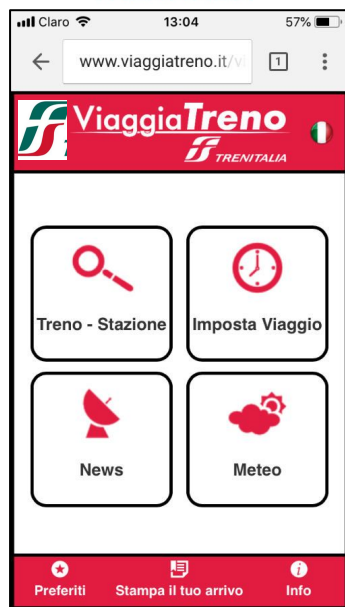 Claro 13:04 57%
www.viaggiatreno.it/v
1
ViaggiaTreno
TRENITALIA
Treno - Stazione
Imposta Viaggio
News
Meteo
Preferiti
Stampa il tuo arrivo
Info